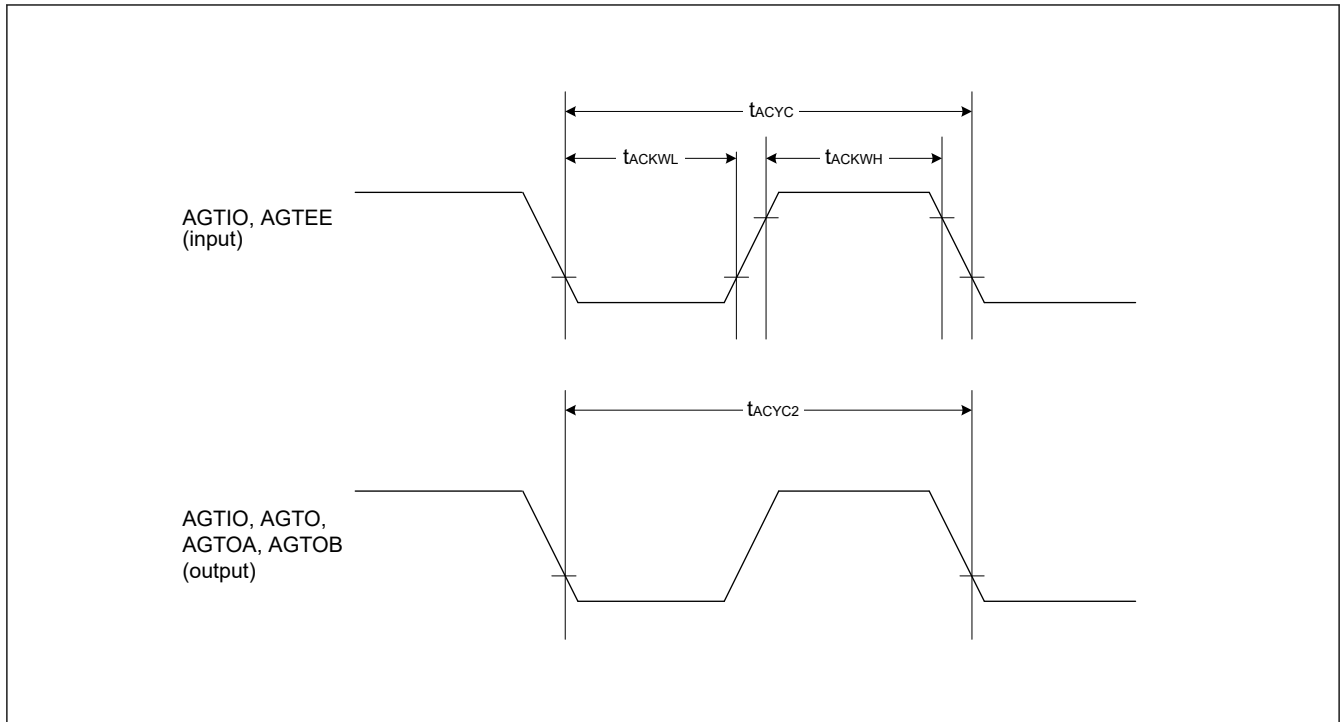 tACYC
tACKWL
tACKWH
AGTIO, AGTEE
(input)
tACYC2
AGTIO, AGTO,
AGTOA, AGTOB
(output)